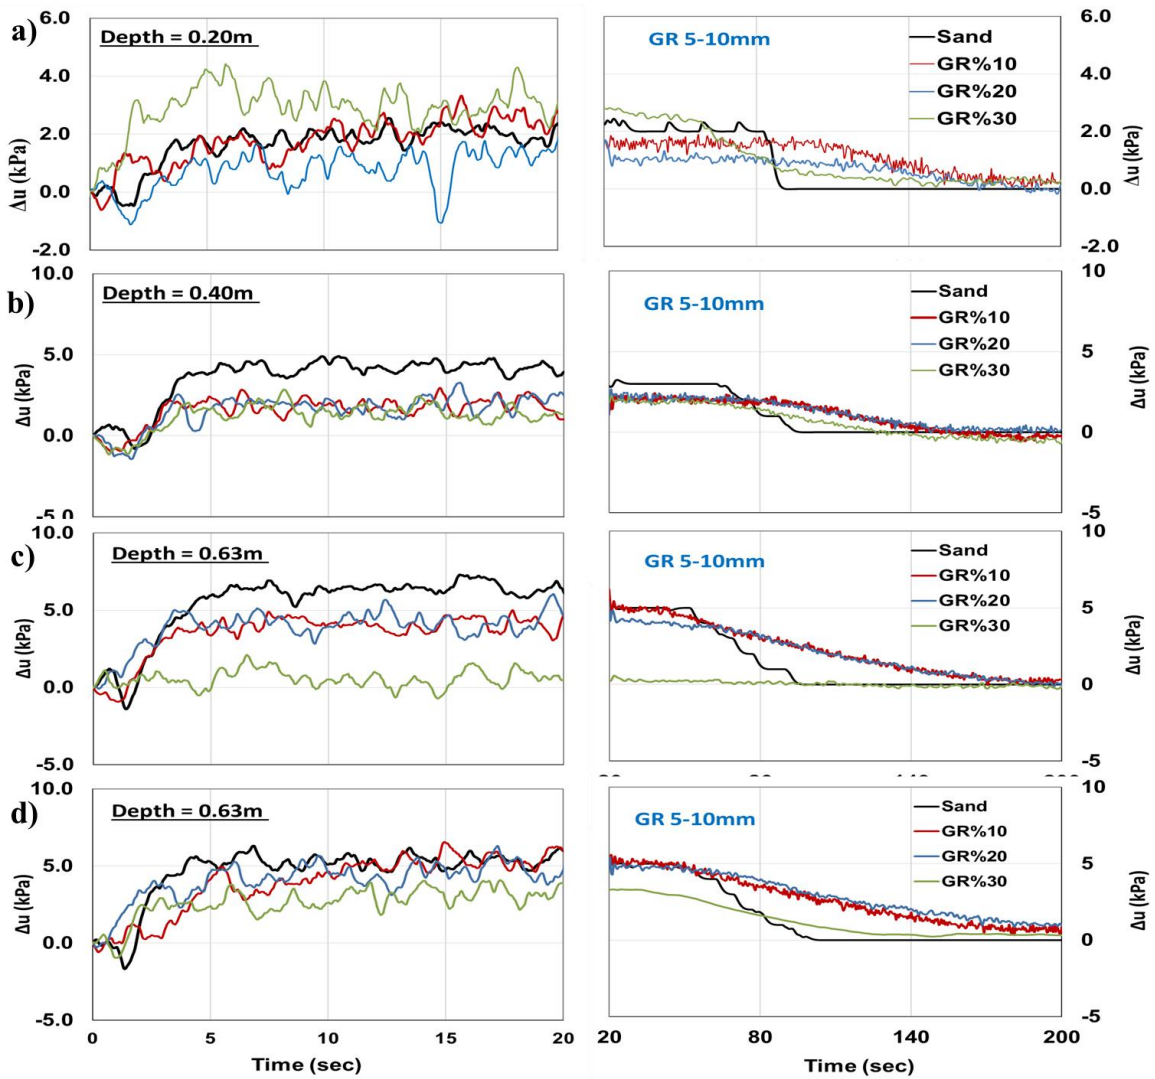 a)
6.0
4.0
2.0
0.0
-2.0
Δu (kPa)
Depth = 0.20m
GR 5-10mm
Sand
GR%10
GR%20
GR%30
6.0
4.0
2.0
0.0
-2.0
Δu (kPa)
b)
10.0
5.0
0.0
-5.0
Δu (kPa)
Depth = 0.40m
GR 5-10mm
Sand
GR%10
GR%20
GR%30
10
5
0
-5
Δu (kPa)
c)
10.0
5.0
0.0
-5.0
Δu (kPa)
Depth = 0.63m
GR 5-10mm
Sand
GR%10
GR%20
GR%30
10
5
0
-5
Δu (kPa)
d)
10.0
5.0
0.0
-5.0
Δu (kPa)
Depth = 0.63m
GR 5-10mm
Sand
GR%10
GR%20
GR%30
10
5
0
-5
Δu (kPa)
0 5 10 15 20
Time (sec)
20 80 140 200
Time (sec)